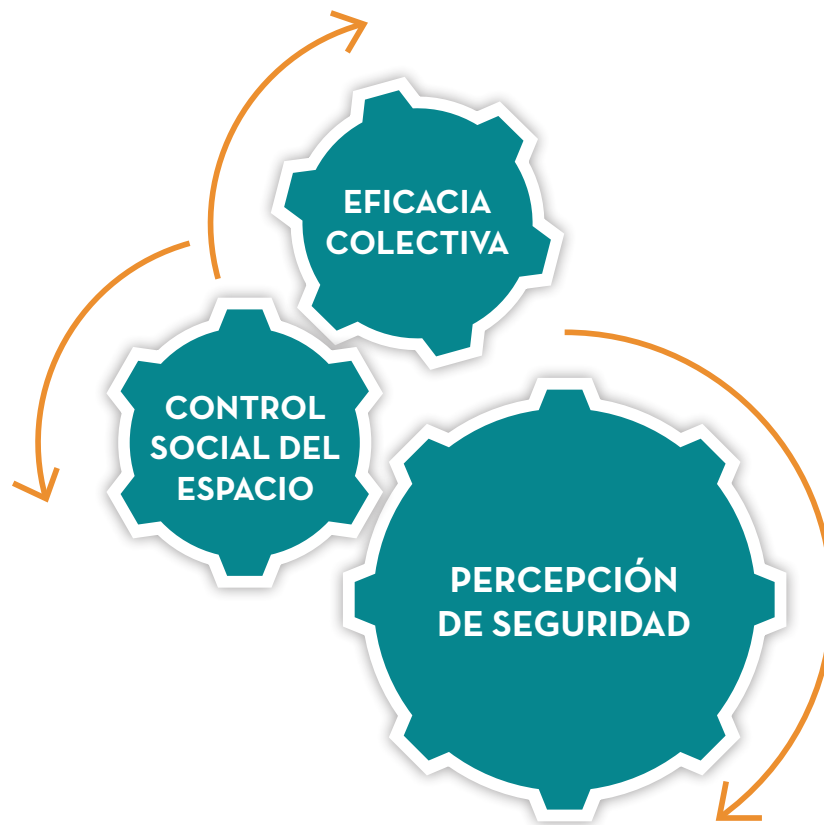 EFICACIA
COLECTIVA
CONTROL
SOCIAL DEL
ESPACIO
PERCEPCIÓN
DE SEGURIDAD